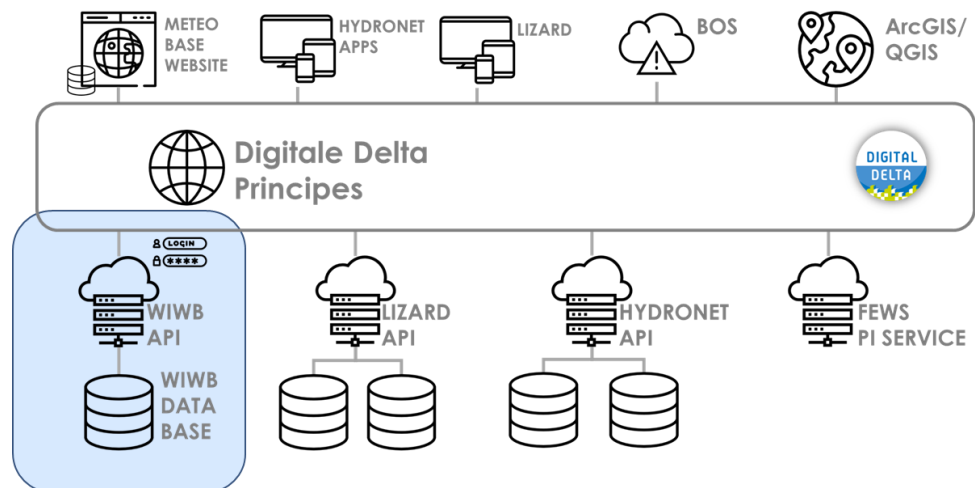 METEO
BASE
WEBSITE
HYDRONET
APPS
LIZARD
BOS
ArcGIS/
QGIS
Digitale Delta
Principes
DIGITAL
DELTA
LOGIN
****
WIWB
API
LIZARD
API
HYDRONET
API
FEWS
PI SERVICE
WIWB
DATA
BASE